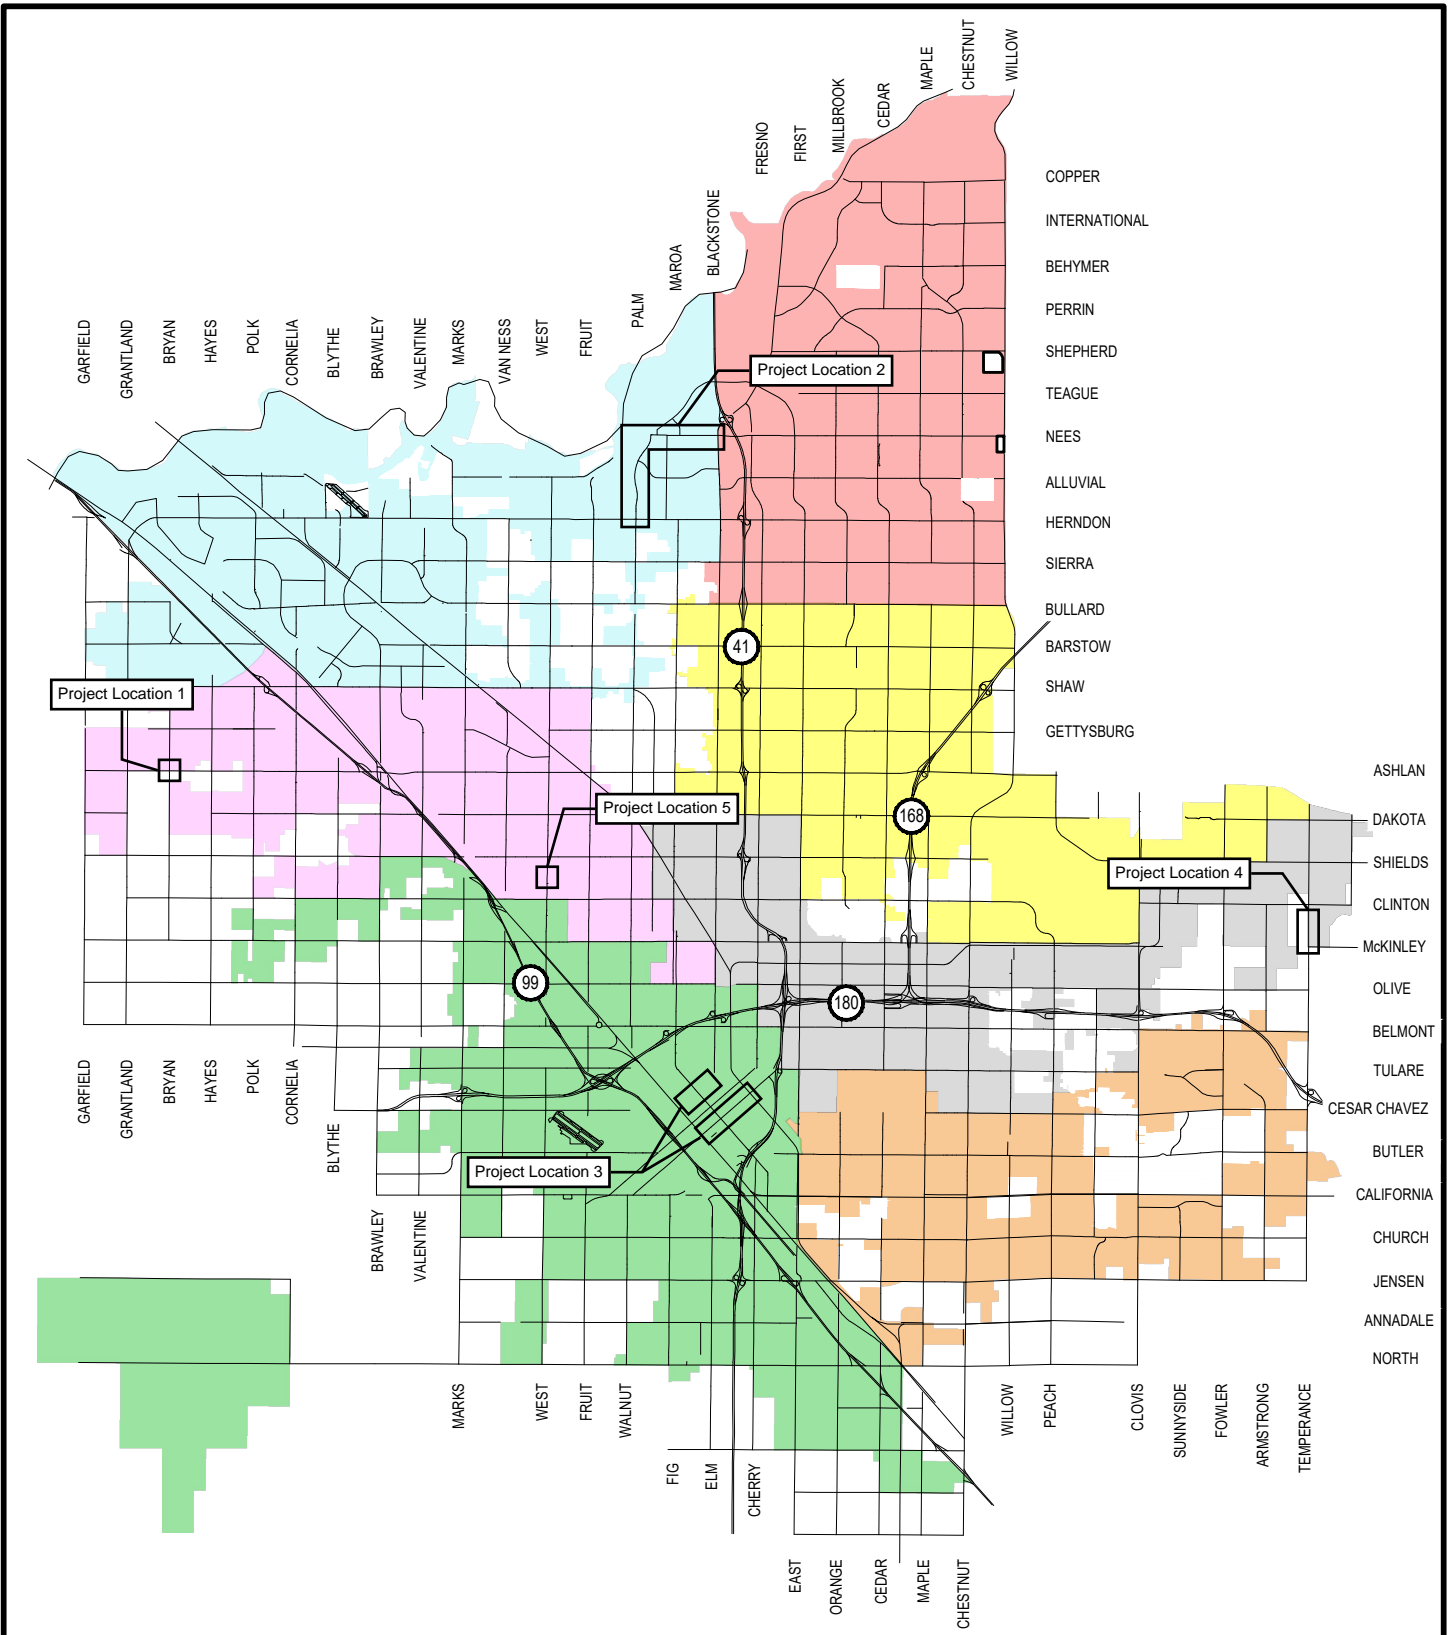 WILLOW
CHESTNUT
MAPLE
CEDAR
MILLBROOK
FIRST
FRESNO
BLACKSTONE
MAROA
PALM
FRUIT
WEST
VAN NESS
MARKS
VALENTINE
BRAWLEY
BLYTHE
CORNELIA
POLK
HAYES
BRYAN
GRANTLAND
GARFIELD
COPPER
INTERNATIONAL
BEHYMER
PERRIN
SHEPHERD
TEAGUE
NEES
ALLUVIAL
HERNDON
SIERRA
BULLARD
BARSTOW
SHAW
GETTYSBURG
ASHLAN
DAKOTA
SHIELDS
CLINTON
McKINLEY
OLIVE
BELMONT
TULARE
CESAR CHAVEZ
BUTLER
CALIFORNIA
CHURCH
JENSEN
ANNADALE
NORTH
Project Location 2
41
Project Location 1
Project Location 5
168
Project Location 4
99
180
Project Location 3
GARFIELD
GRANTLAND
BRYAN
HAYES
POLK
CORNELIA
BLYTHE
BRAWLEY
VALENTINE
MARKS
WEST
FRUIT
WALNUT
FIG
ELM
CHERRY
EAST
ORANGE
CEDAR
MAPLE
CHESTNUT
WILLOW
PEACH
CLOVIS
SUNNYSIDE
FOWLER
ARMSTRONG
TEMPERANCE